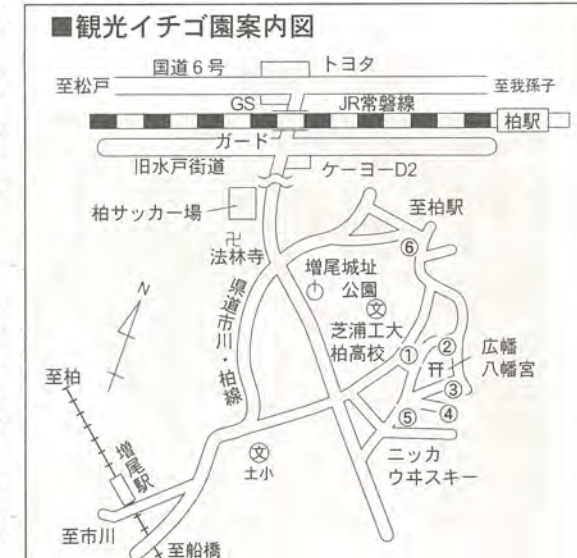 ■観光イチゴ園案内図
国道6号
トヨタ
至松戸
至我孫子
GS
JR常磐線
柏駅
ガード
旧水戸街道
ケーヨーD2
柏サッカー場
至柏駅
卍
法林寺
⑥
増尾城址
公園
文
芝浦工大
柏高校
県道市川・柏線
N
①
②
広幡
八幡宮
③
④
⑤
至柏
増尾駅
文
土小
ニッカ
ウヰスキー
至市川
至船橋